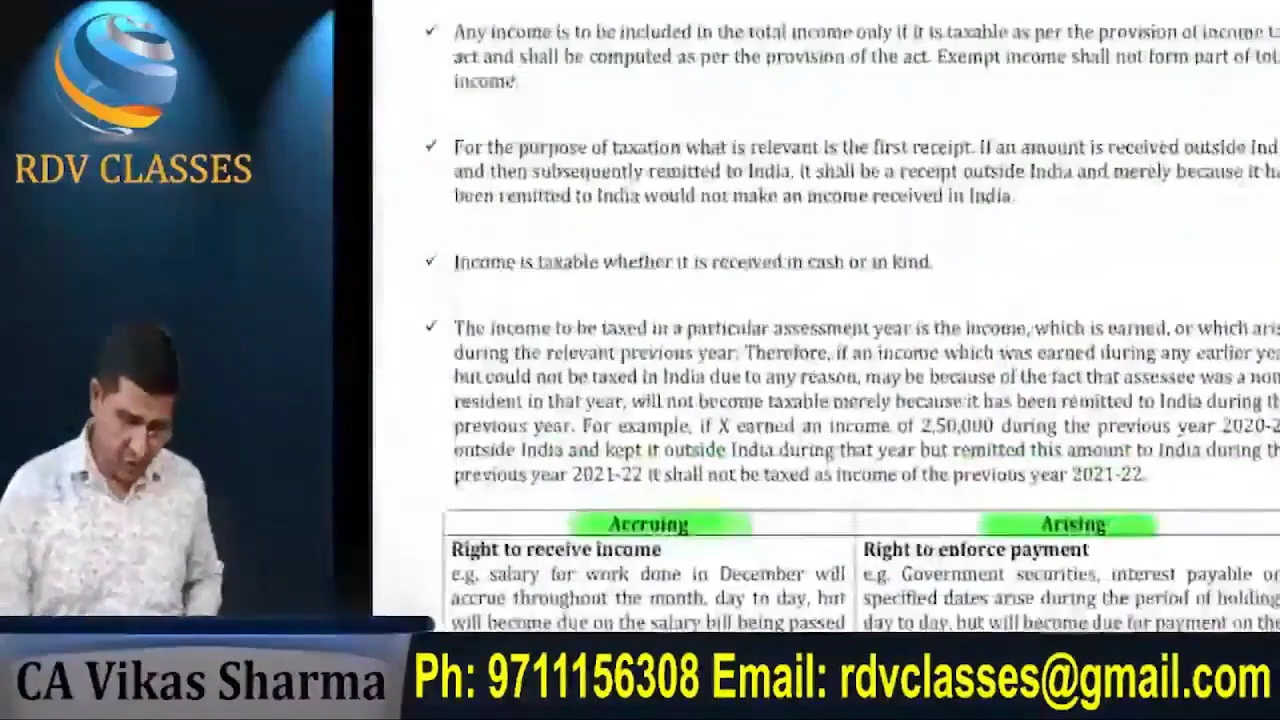 RDV CLASSES
Any income is to be included in the total income only if it is taxable as per the provision of income
act and shall be computed as per the provision of the act. Exempt income shall not form part of
income.
For the purpose of taxation what is relevant is the first receipt. If an amount is received outside
and then subsequently remitted to India, it shall be a receipt outside India and merely because it
been remitted to India would not make an income received in India.
Income is taxable whether it is received in cash or in kind.
The income to be taxed in a particular assessment year is the income, which is earned, or which
during the relevant previous year. Therefore, if an income which was earned during any earlier
but could not be taxed in India due to any reason, may be because of the fact that assessee was a
resident in that year, will not become taxable merely because it has been remitted to India during
previous year. For example, if X earned an income of 2,50,000 during the previous year 2020-2
outside India and kept it outside India during that year but remitted this amount to India during
previous year 2021-22 it shall not be taxed as income of the previous year 2021-22.
Accruing Arising
Right to receive income Right to enforce payment
e.g. salary for work done in December will e.g. Government securities, interest payable
accrue throughout the month, day to day, but specified dates arise during the period of holding
will become due on the salary bill being passed day to day, but will become due for payment on the
CA Vikas Sharma
Ph: 9711156308 Email: rdvclasses@gmail.com